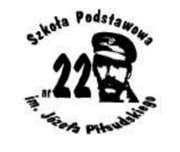 Szkoła Podstawowa
nr 22
im. Józefa Piłsudskiego